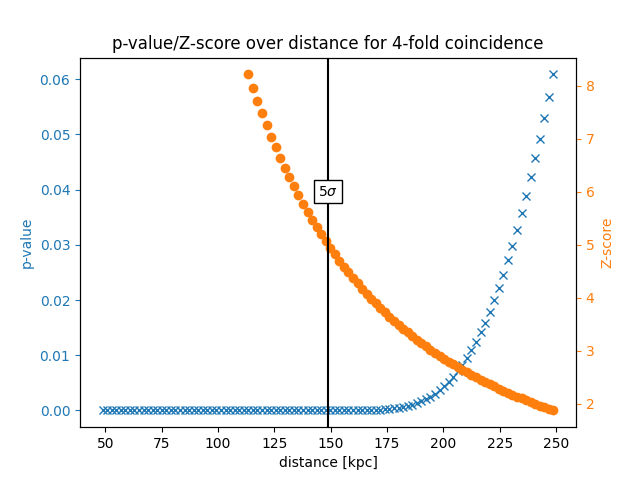 p-value/Z-score over distance for 4-fold coincidence
0.06
0.05
0.04
0.03
0.02
0.01
0.00
p-value
8
7
6
5
4
3
2
Z-score
5σ
50 75 100 125 150 175 200 225 250
distance [kpc]